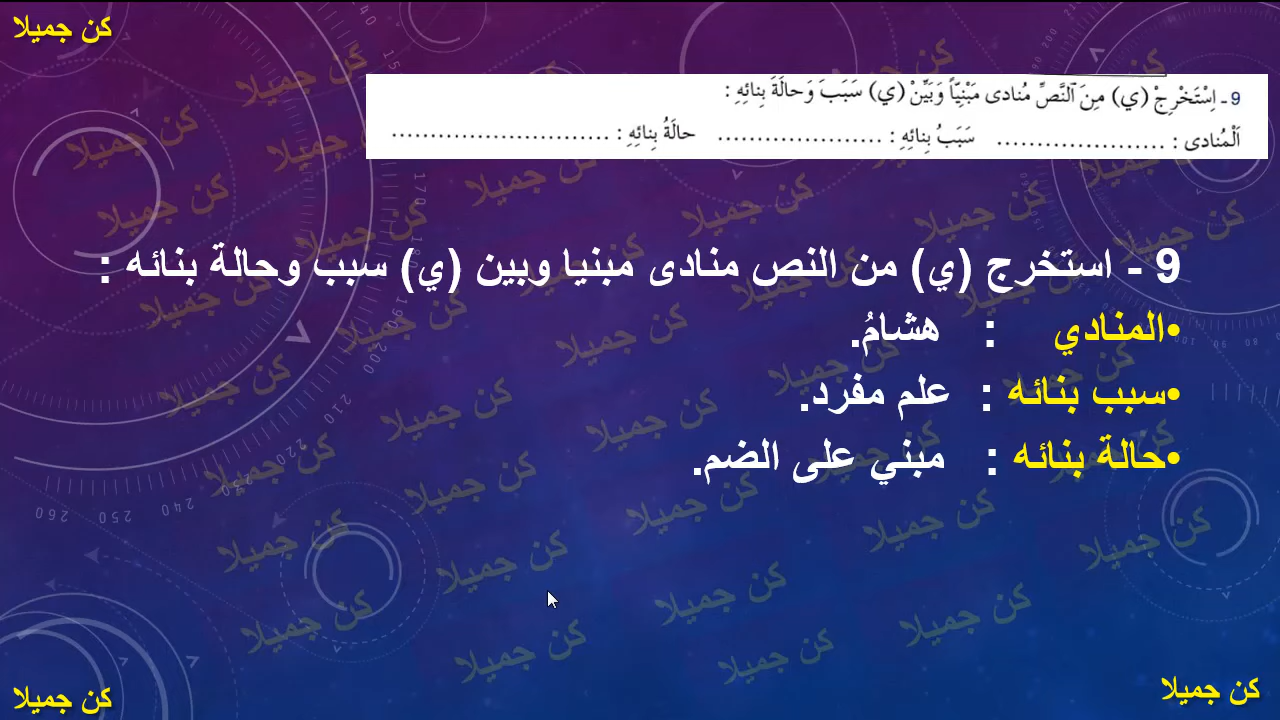 كن جميلا
9 - اِسْتَخْرِجْ (ي) مِنَ ٱلنَّصِّ مُنادى مَبْنِيّاً وَبَيِّنْ (ي) سَبَبَ وَحالَةَ بِنائِهِ :
اَلْمُنادى : ..................... سَبَبُ بِنائِهِ : ..................... حالَةُ بِنائِهِ : ............................
9 - استخرج (ي) من النص منادى مبنيا وبين (ي) سبب وحالة بنائه :
•المنادي : هشامُ.
•سبب بنائه : علم مفرد.
•حالة بنائه : مبني على الضم.
كن جميلا
كن جميلا